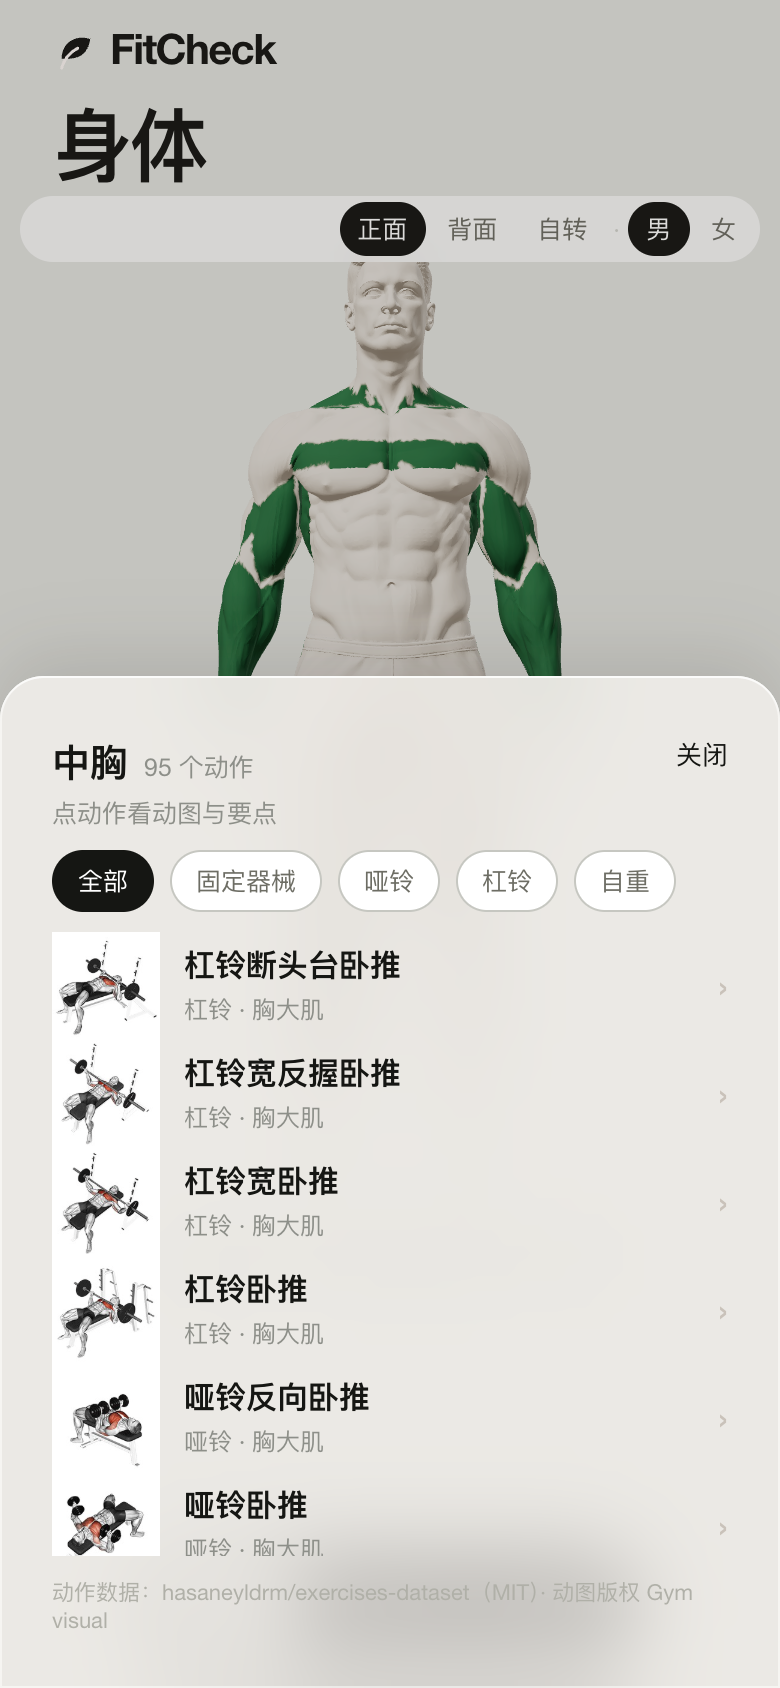 FitCheck
身体
正面 背面 自转 · 男 女
中胸 95 个动作
关闭
点动作看动图与要点
全部 固定器械 哑铃 杠铃 自重
杠铃断头台卧推
杠铃 · 胸大肌
杠铃宽反握卧推
杠铃 · 胸大肌
杠铃宽卧推
杠铃 · 胸大肌
杠铃卧推
杠铃 · 胸大肌
哑铃反向卧推
哑铃 · 胸大肌
哑铃卧推
哑铃 · 胸大肌
动作数据：hasaneyldrm/exercises-dataset（MIT）· 动图版权 Gym
visual